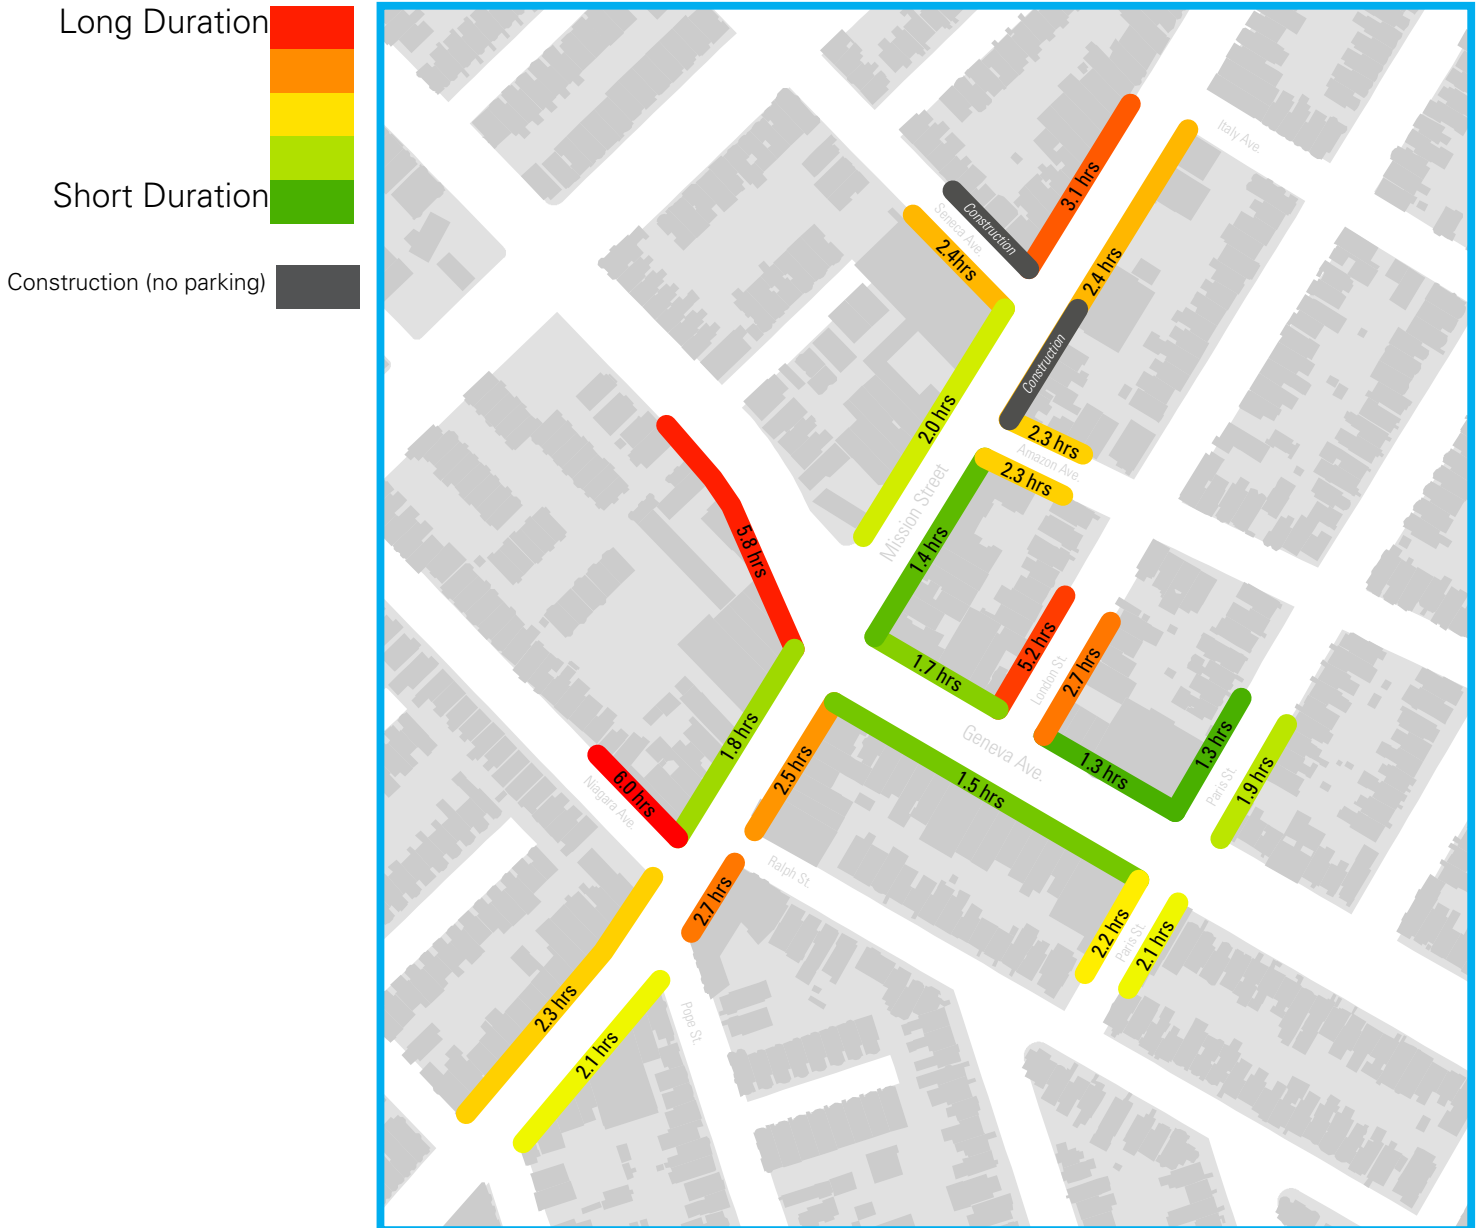 Long Duration
Short Duration
Construction (no parking)
Italy Ave.
3.1 hrs
Construction
Seneca Ave.
2.4hrs
2.4 hrs
Construction
2.0 hrs
2.3 hrs
Amazon Ave.
2.3 hrs
Mission Street
1.4 hrs
5.8 hrs
5.2 hrs
London St.
2.7 hrs
1.7 hrs
Geneva Ave.
1.3 hrs
1.3 hrs
Paris St.
1.9 hrs
1.8 hrs
2.5 hrs
1.5 hrs
6.0 hrs
Niagara Ave.
Ralph St.
2.7 hrs
2.2 hrs
Paris St.
2.1 hrs
2.3 hrs
2.1 hrs
Pope St.